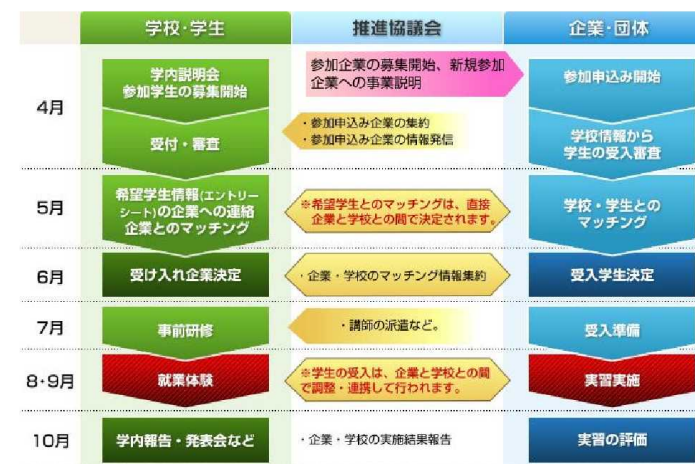 学校・学生
推進協議会
企業・団体
4月
学内説明会
参加学生の募集開始
参加企業の募集開始、新規参加
企業への事業説明
参加申込み開始
受付・審査
・参加申込み企業の集約
・参加申込み企業の情報発信
学校情報から
学生の受入審査
5月
希望学生情報(エントリー
シート)の企業への連絡
企業とのマッチング
※希望学生とのマッチングは、直接
企業と学校との間で決定されます。
学校・学生との
マッチング
6月
受け入れ企業決定
・企業・学校のマッチング情報集約
受入学生決定
7月
事前研修
・講師の派遣など。
受入準備
8・9月
就業体験
※学生の受入は、企業と学校との間
で調整・連携して行われます。
実習実施
10月
学内報告・発表会など
・企業・学校の実施結果報告
実習の評価